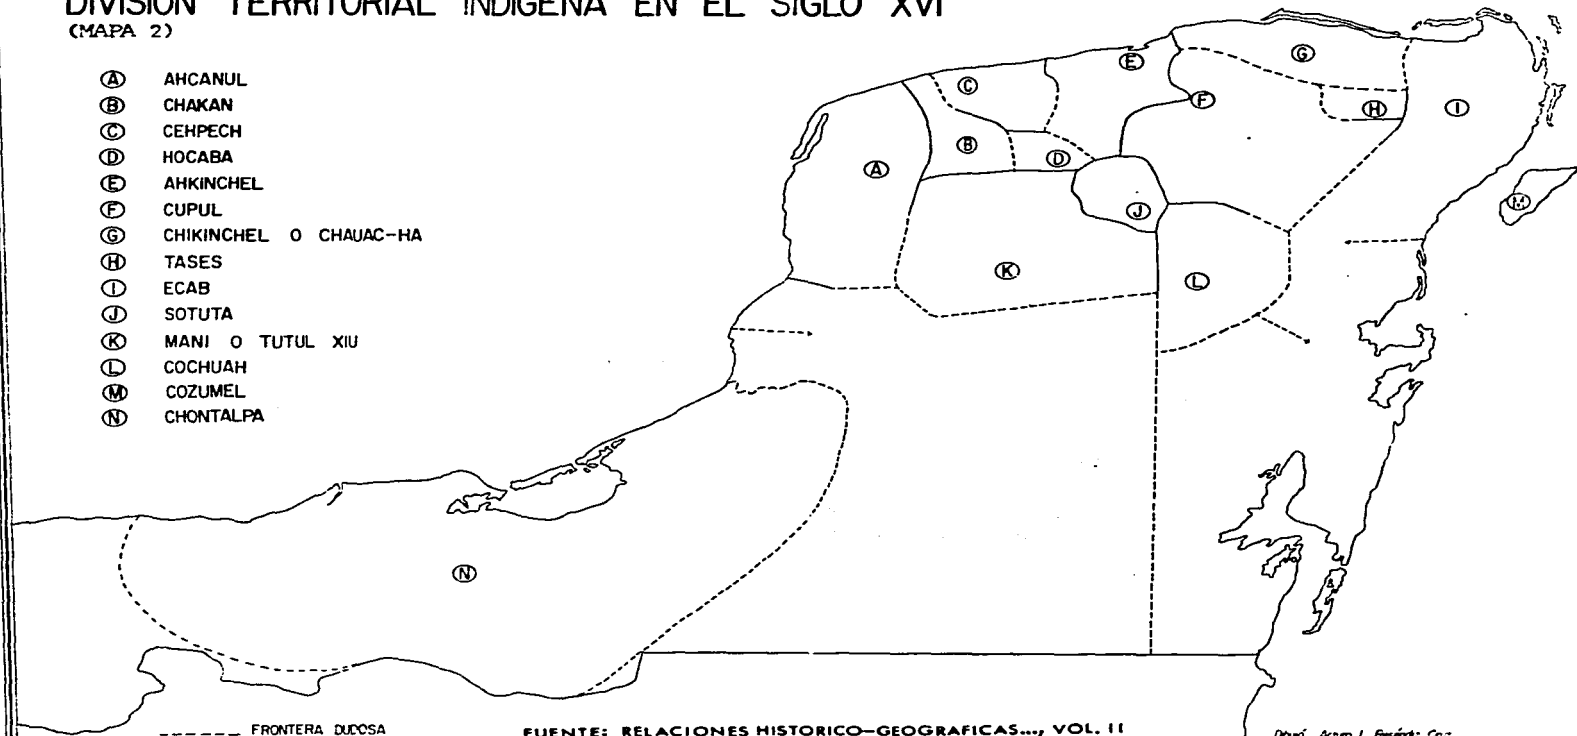 DIVISION TERRITORIAL INDIGENA EN EL SIGLO XVI
(MAPA 2)
A AHCANUL
B CHAKAN
C CEHPECH
D HOCABA
E AHKINCHEL
F CUPUL
G CHIKINCHEL O CHAUAC-HA
H TASES
I ECAB
J SOTUTA
K MANI O TUTUL XIU
L COCHUAH
M COZUMEL
N CHONTALPA
G
E
C
F
H
I
B
D
A
M
J
K
L
N
FRONTERA DUDOSA
FUENTE: RELACIONES HISTORICO-GEOGRAFICAS..., VOL. II
Dibujó